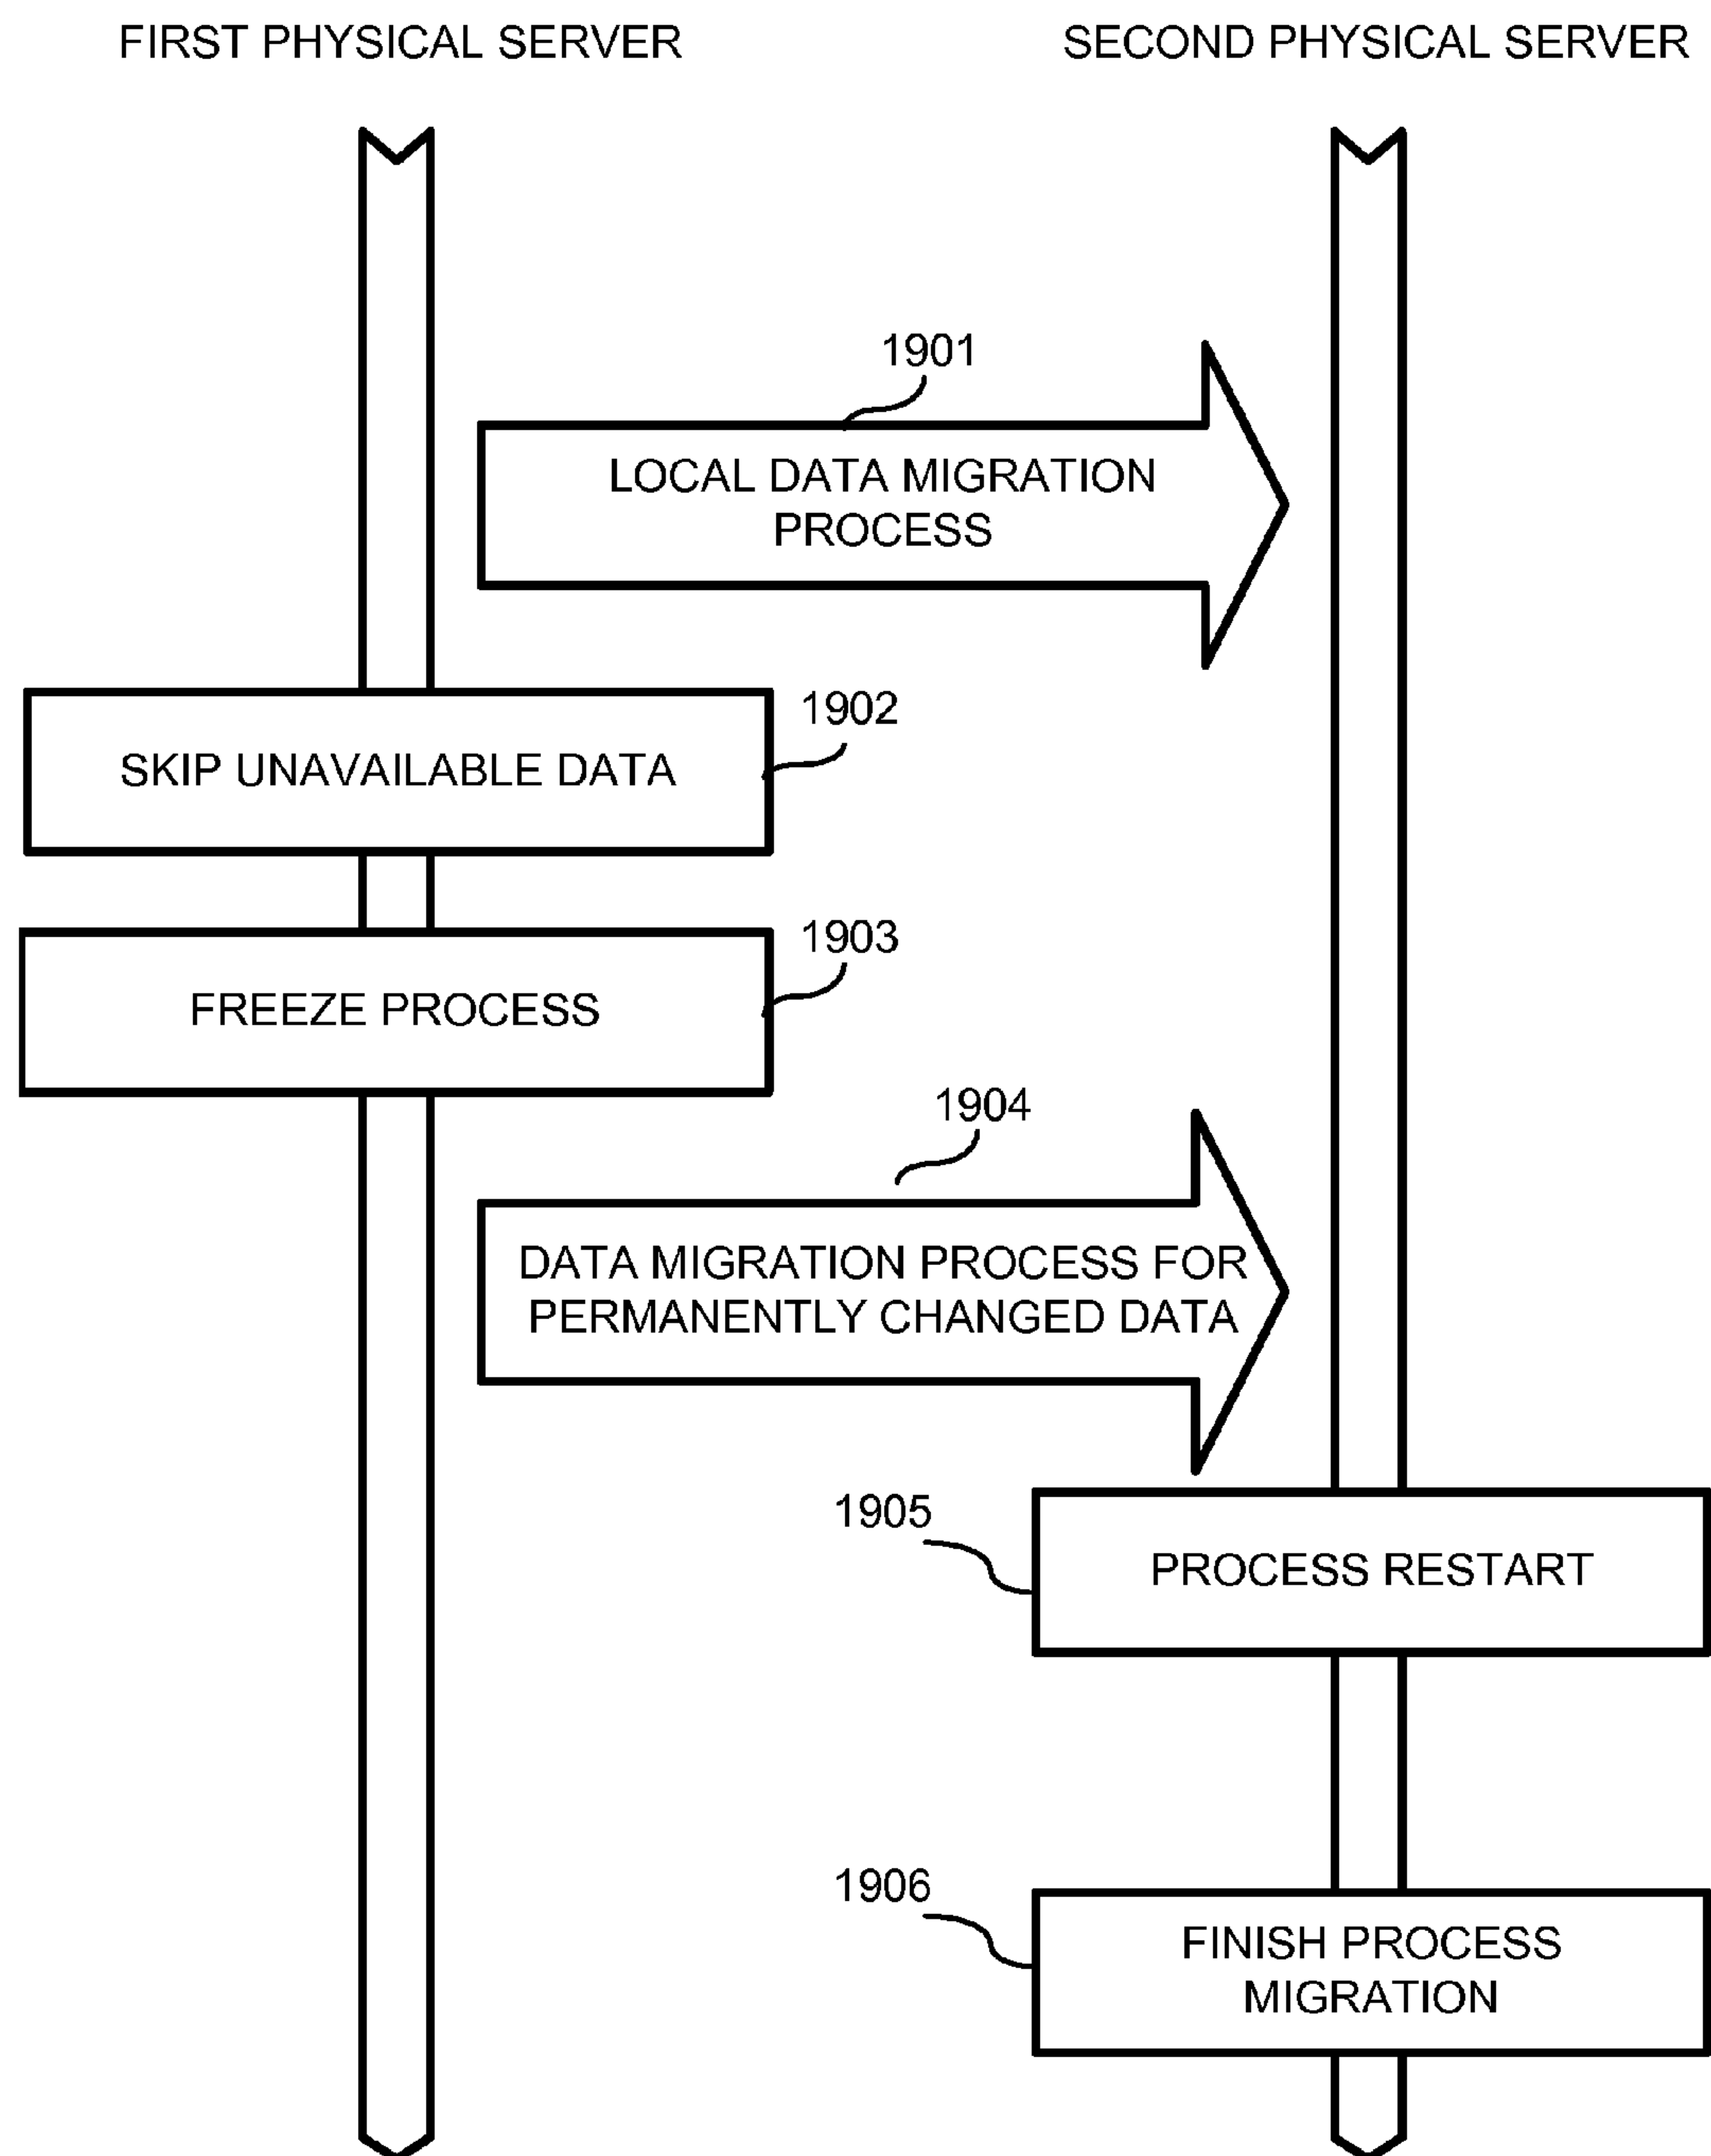 FIRST PHYSICAL SERVER
SECOND PHYSICAL SERVER
1901
LOCAL DATA MIGRATION
PROCESS
1902
SKIP UNAVAILABLE DATA
1903
FREEZE PROCESS
1904
DATA MIGRATION PROCESS FOR
PERMANENTLY CHANGED DATA
1905
PROCESS RESTART
1906
FINISH PROCESS
MIGRATION